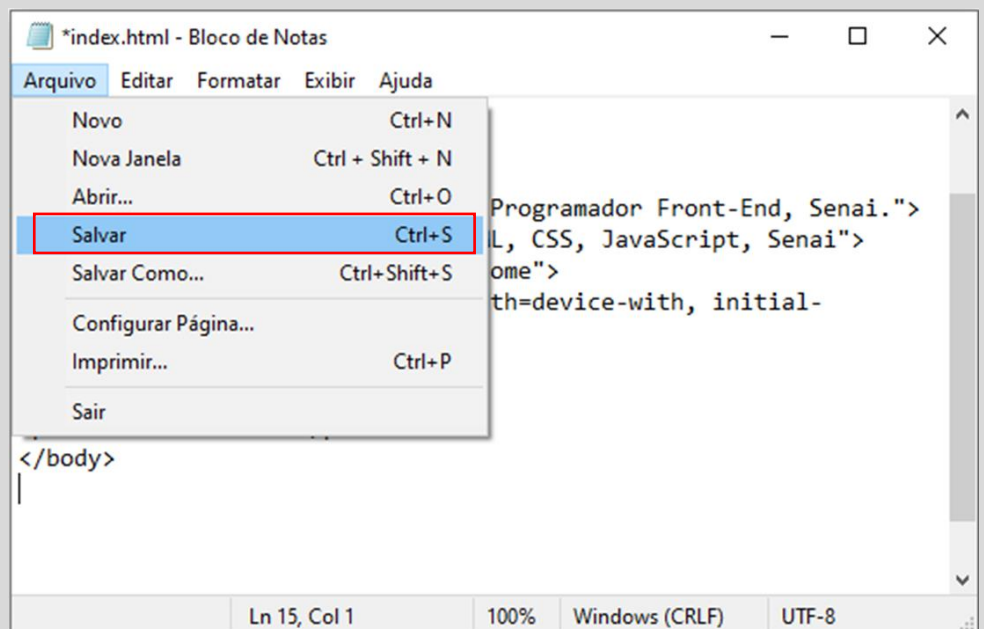 *index.html - Bloco de Notas
Arquivo Editar Formatar Exibir Ajuda
Novo Ctrl+N
Nova Janela Ctrl + Shift + N
Abrir... Ctrl+O
Programador Front-End, Senai.">
Salvar Ctrl+S
L, CSS, JavaScript, Senai">
Salvar Como... Ctrl+Shift+S
ome">
th=device-with, initial-
Configurar Página...
Imprimir... Ctrl+P
Sair
</body>
Ln 15, Col 1 100% Windows (CRLF) UTF-8